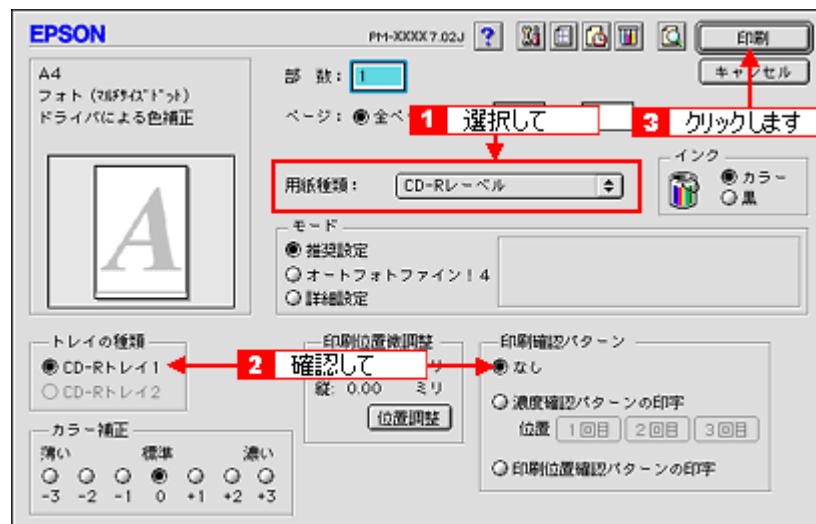 EPSON
PM-XXXX7.02J
?
印刷
キャンセル
A4
フォト (マルチサイズドット)
ドライバによる色補正
A
部 数: 1
ページ: 全ペ
1 選択して
3 クリックします
用紙種類: CD-Rレーベル
インク
カラー
黒
モード
推奨設定
オートフォトファイン!4
詳細設定
トレイの種類
CD-Rトレイ1
CD-Rトレイ2
2 確認して
印刷位置微調整
リ
縦: 0.00 ミリ
位置調整
印刷確認パターン
なし
濃度確認パターンの印字
位置 1回目 2回目 3回目
印刷位置確認パターンの印字
カラー補正
薄い 標準 濃い
-3 -2 -1 0 +1 +2 +3